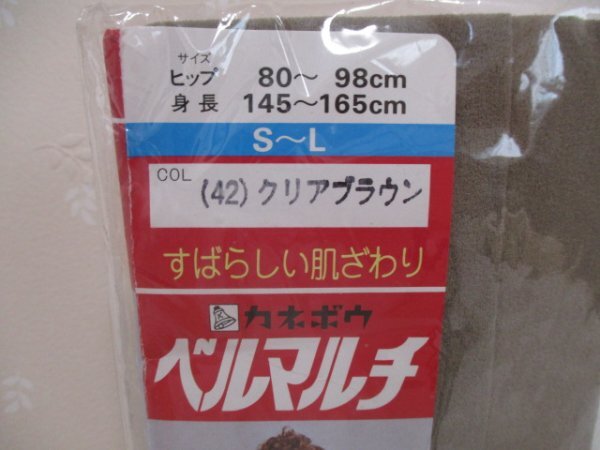 サイズ
ヒップ 80〜 98cm
身長 145〜165cm
S〜L
COL (42)クリアブラウン
すばらしい肌ざわり
カネボウ
ベルマルチ